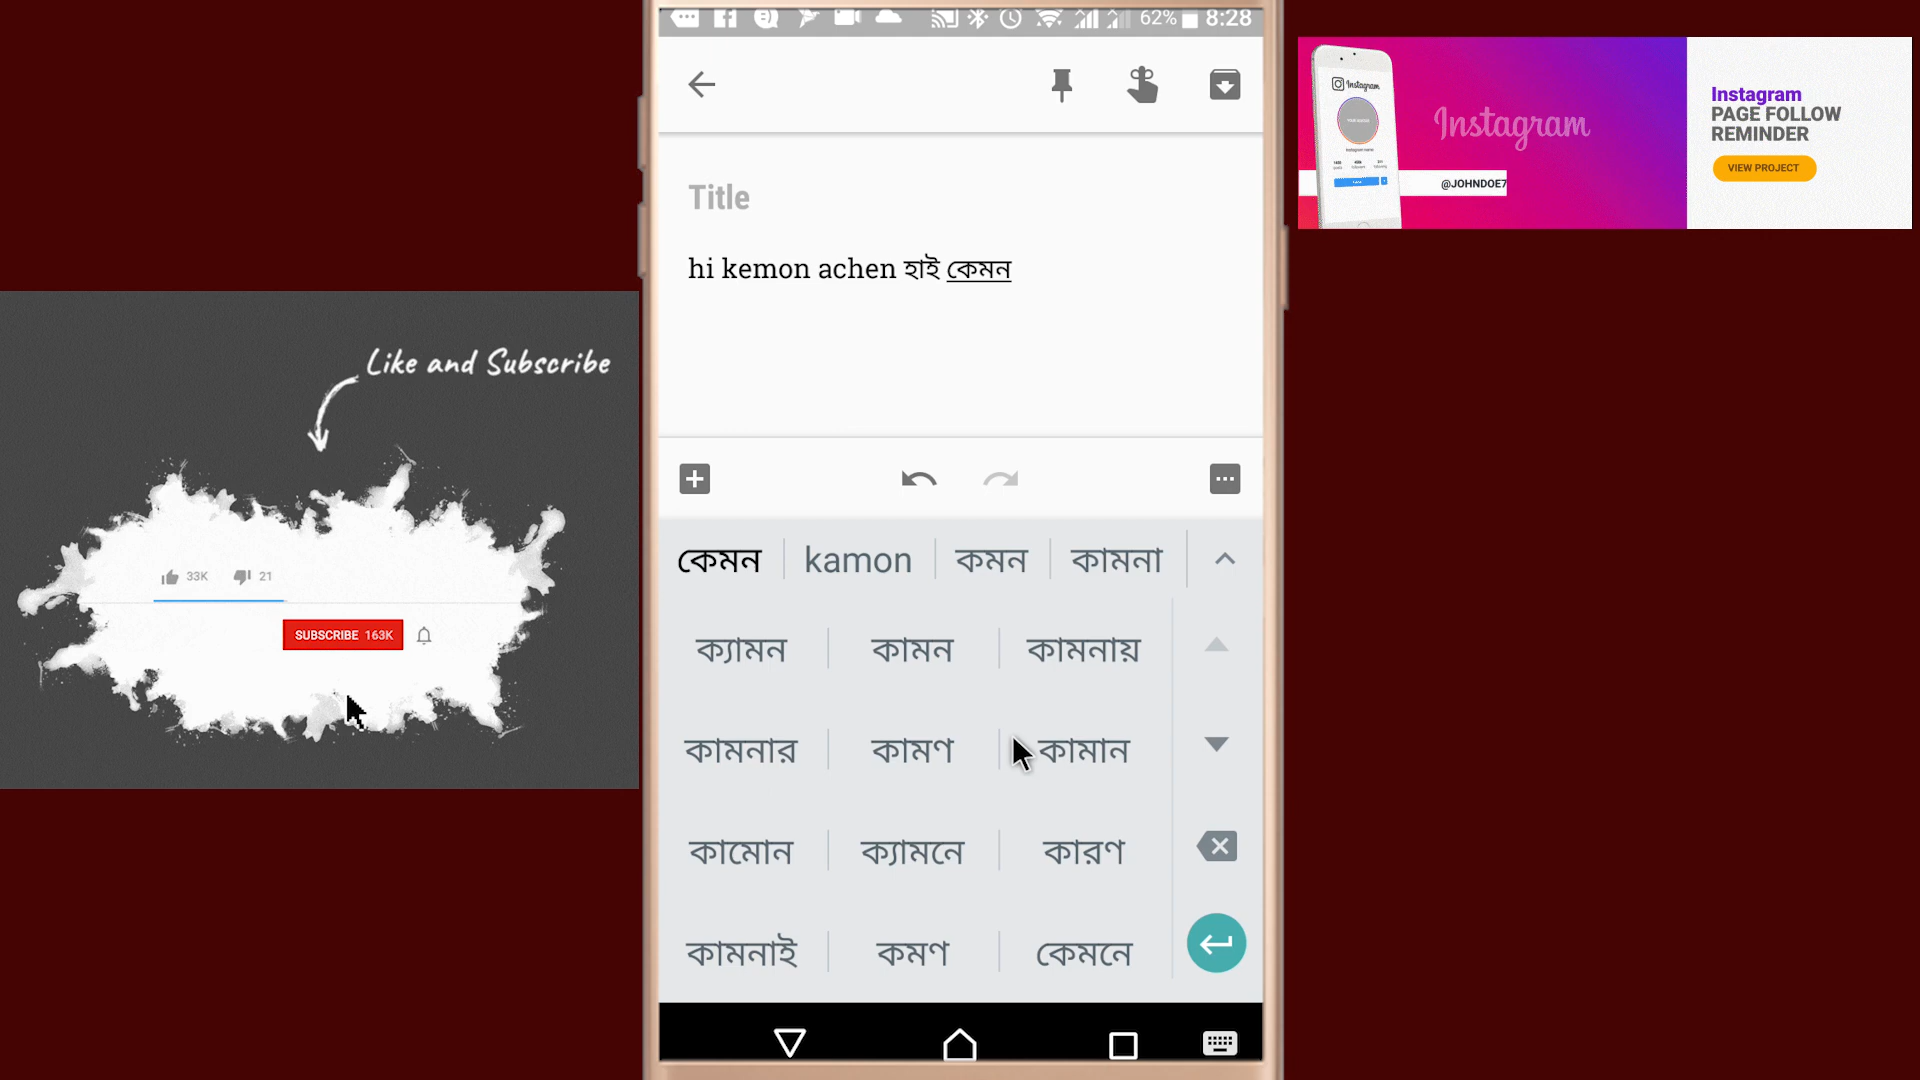 62% 8:28
Title
hi kemon achen হাই কেমন
কেমন kamon কমন কামনা
ক্যামন কামন কামনায়
কামনার কামণ কামান
কামোন ক্যামনে কারণ
কামনাই কমণ কেমনে
Like and Subscribe
33K 21
SUBSCRIBE 163K
Instagram
Instagram
@JOHNDOE7
Instagram
PAGE FOLLOW
REMINDER
VIEW PROJECT